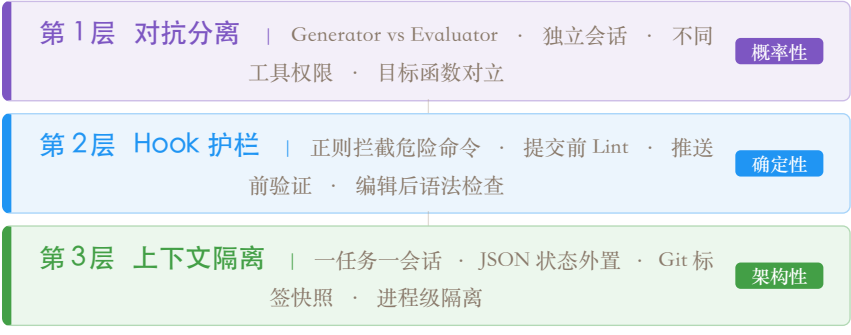 第1层 对抗分离 | Generator vs Evaluator · 独立会话 · 不同
工具权限 · 目标函数对立
概率性
第2层 Hook 护栏 | 正则拦截危险命令 · 提交前 Lint · 推送
前验证 · 编辑后语法检查
确定性
第3层 上下文隔离 | 一任务一会话 · JSON 状态外置 · Git 标
签快照 · 进程级隔离
架构性